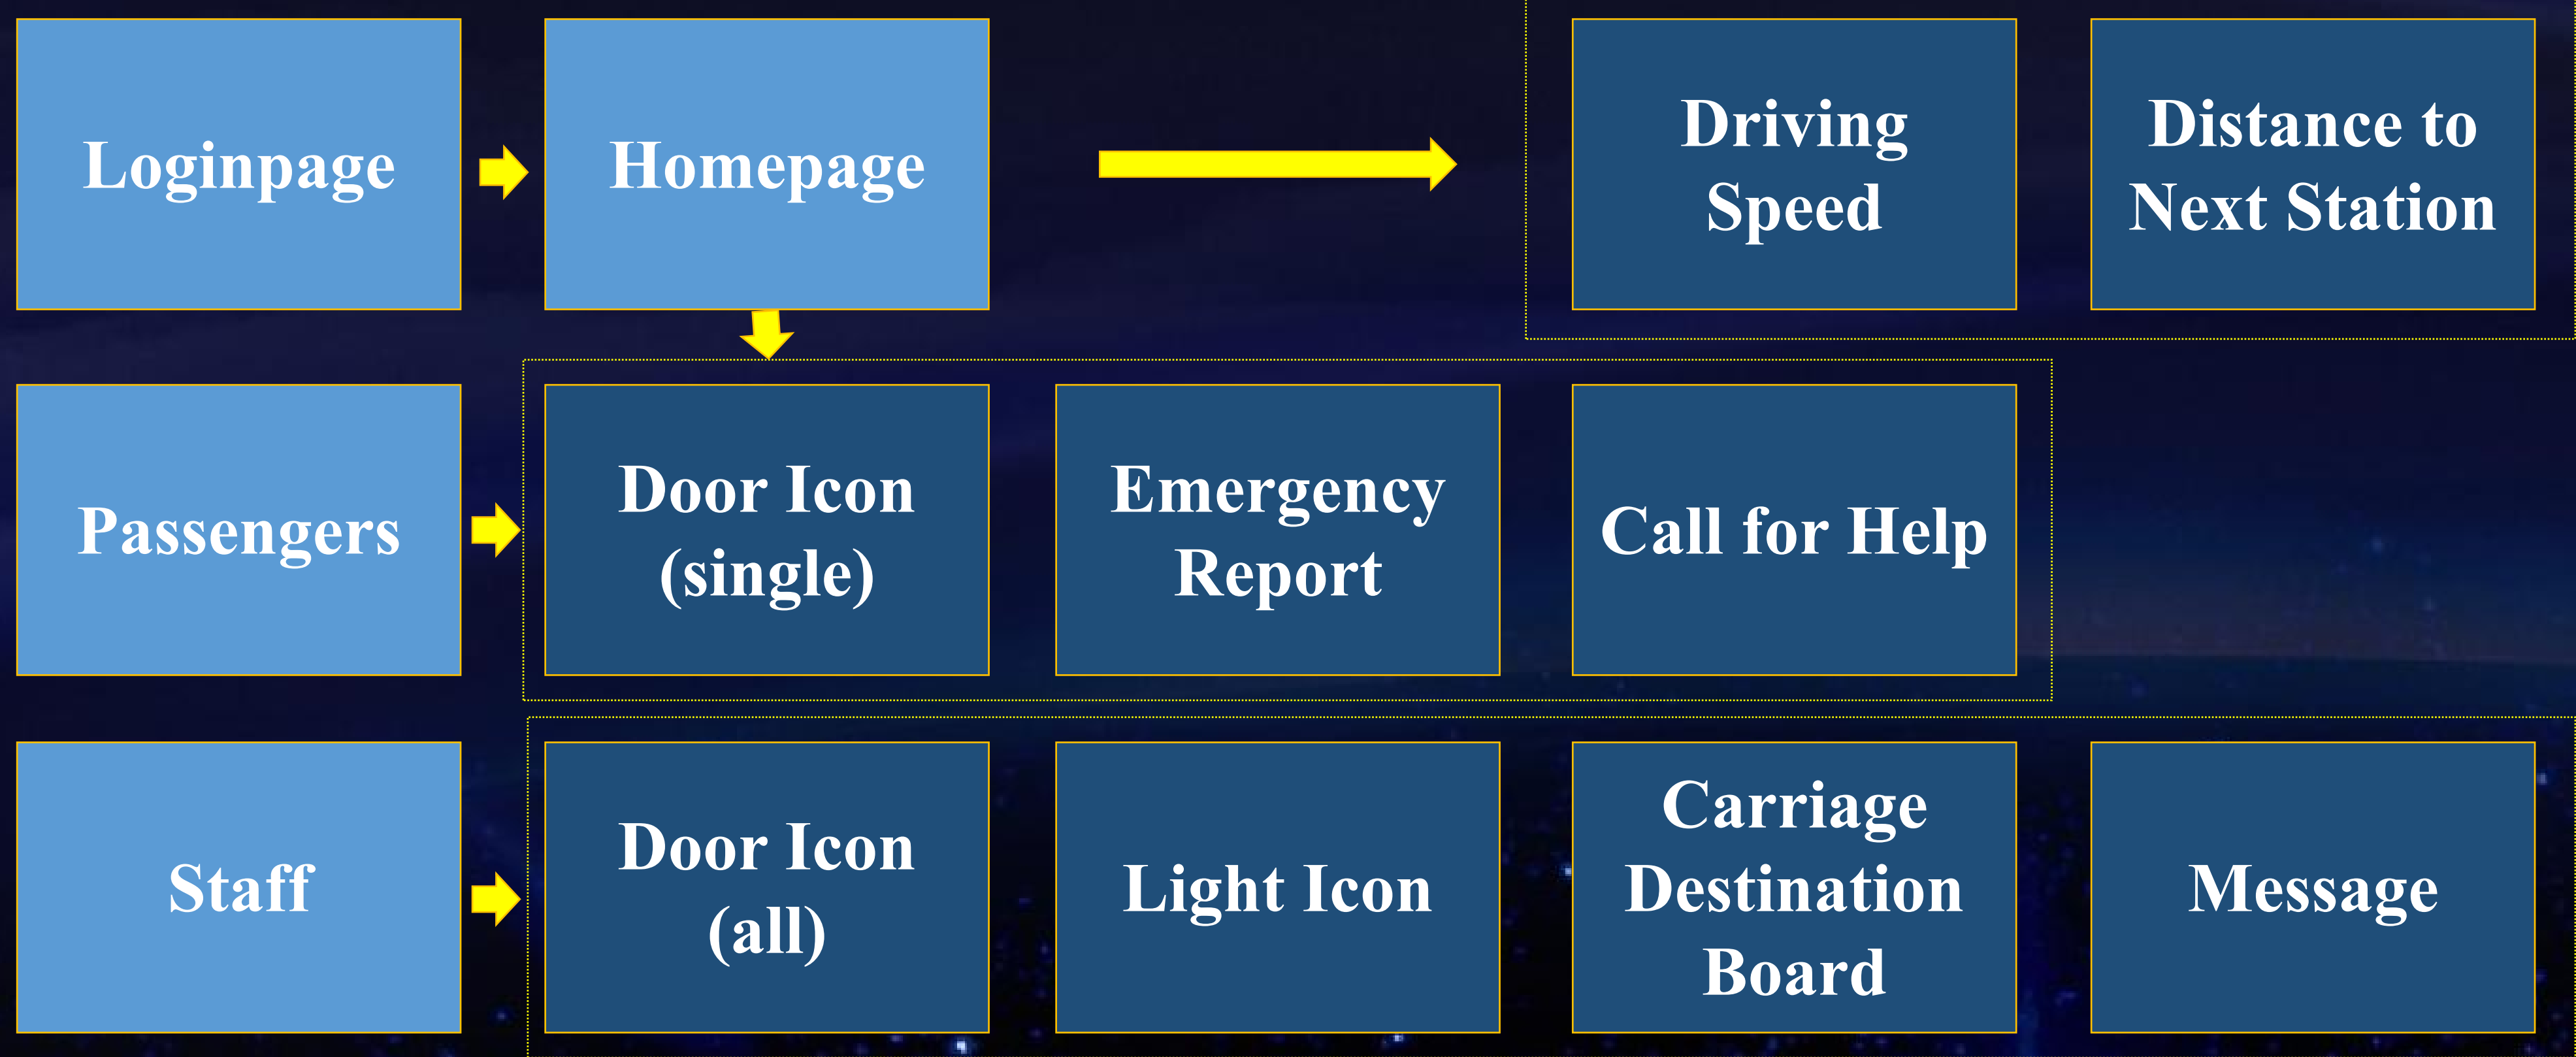 Loginpage
Homepage
Driving
Speed
Distance to
Next Station
Passengers
Door Icon
(single)
Emergency
Report
Call for Help
Staff
Door Icon
(all)
Light Icon
Carriage
Destination
Board
Message